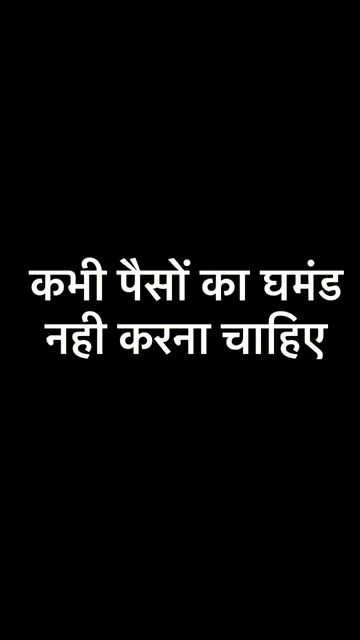 कभी पैसों का घमंड
नही करना चाहिए